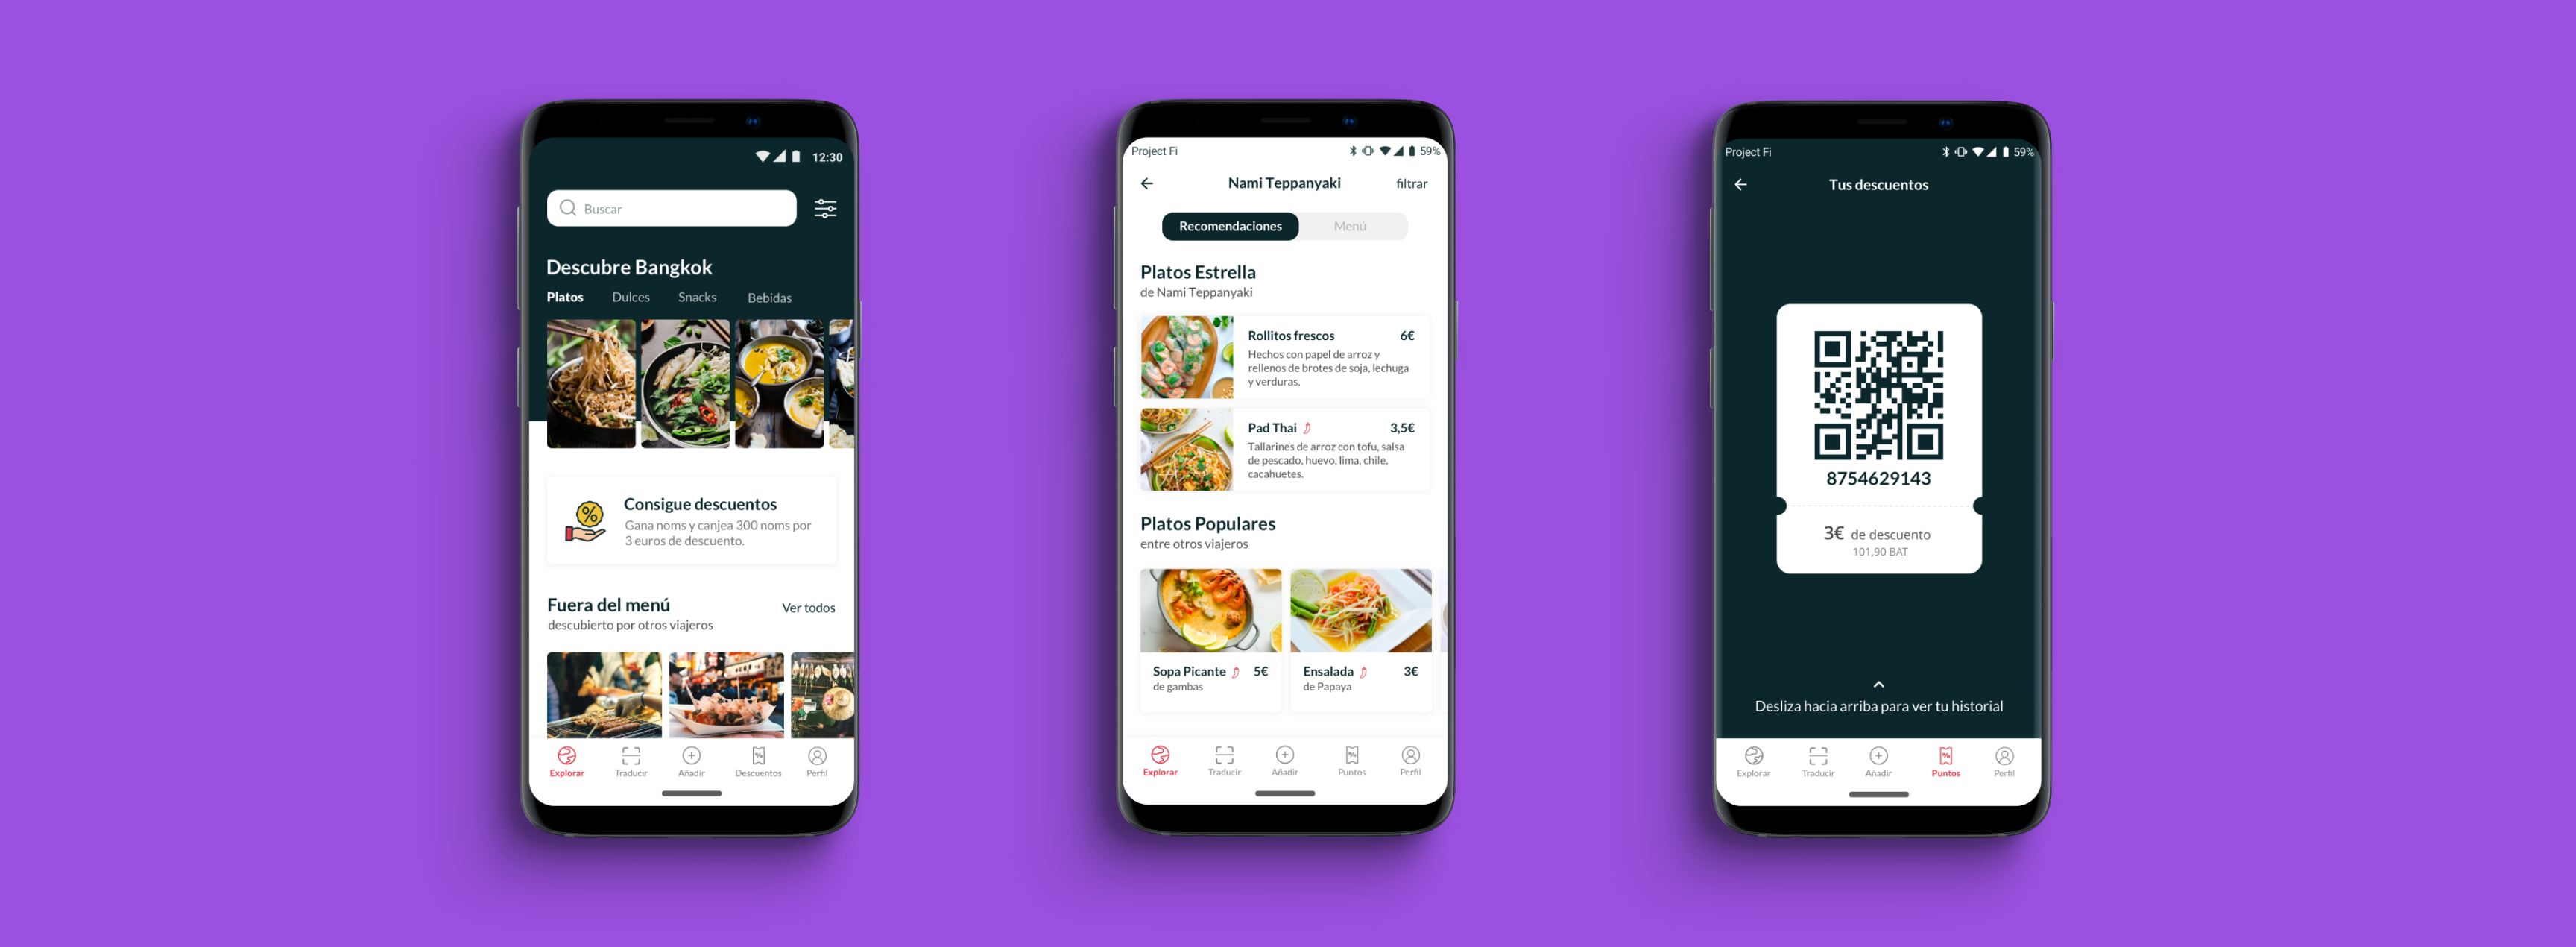 12:30
Buscar
Descubre Bangkok
Platos Dulces Snacks Bebidas
%
Consigue descuentos
Gana noms y canjea 300 noms por
3 euros de descuento.
Fuera del menú Ver todos
descubierto por otros viajeros
Explorar Traducir Añadir Descuentos Perfil
Project Fi 59%
Nami Teppanyaki filtrar
Recomendaciones Menú
Platos Estrella
de Nami Teppanyaki
Rollitos frescos 6€
Hechos con papel de arroz y
rellenos de brotes de soja, lechuga
y verduras.
Pad Thai 3,5€
Tallarines de arroz con tofu, salsa
de pescado, huevo, lima, chile,
cacahuetes.
Platos Populares
entre otros viajeros
Sopa Picante 5€ Ensalada 3€
de gambas de Papaya
Explorar Traducir Añadir Puntos Perfil
Project Fi 59%
Tus descuentos
8754629143
3€ de descuento
101,90 BAT
Desliza hacia arriba para ver tu historial
Explorar Traducir Añadir Puntos Perfil